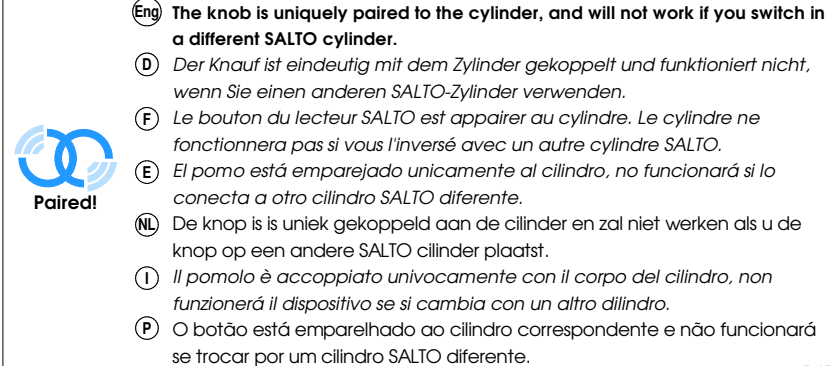 Eng The knob is uniquely paired to the cylinder, and will not work if you switch in
a different SALTO cylinder.
D Der Knauf ist eindeutig mit dem Zylinder gekoppelt und funktioniert nicht,
wenn Sie einen anderen SALTO-Zylinder verwenden.
F Le bouton du lecteur SALTO est appairer au cylindre. Le cylindre ne
fonctionnera pas si vous l'inversé avec un autre cylindre SALTO.
E El pomo está emparejado unicamente al cilindro, no funcionará si lo
conecta a otro cilindro SALTO diferente.
Paired!
NL De knop is is uniek gekoppeld aan de cilinder en zal niet werken als u de
knop op een andere SALTO cilinder plaatst.
I Il pomolo è accoppiato univocamente con il corpo del cilindro, non
funzionerá il dispositivo se si cambia con un altro dilindro.
P O botão está emparelhado ao cilindro correspondente e não funcionará
se trocar por um cilindro SALTO diferente.